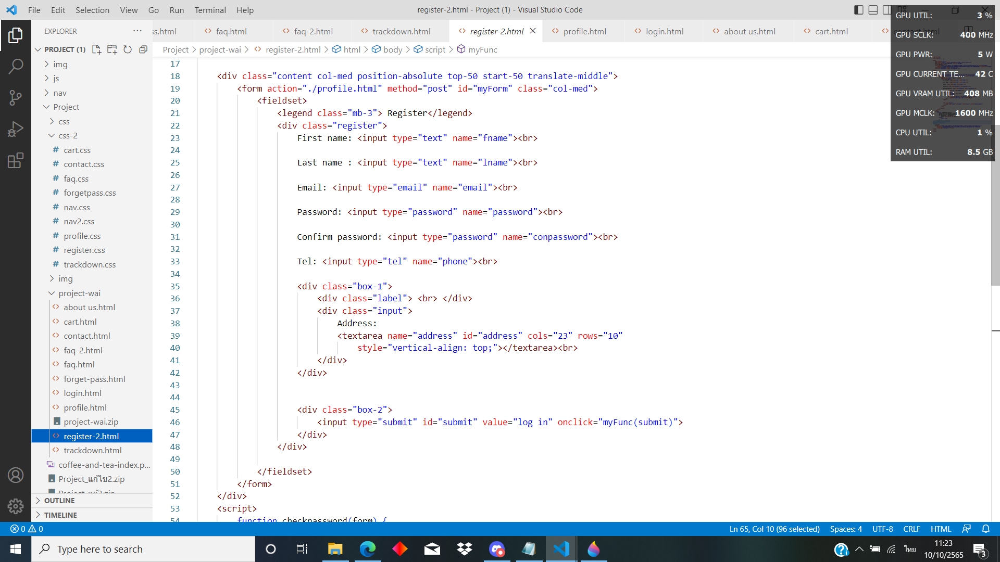 File Edit Selection View Go Run Terminal Help
register-2.html - Project (1) - Visual Studio Code
EXPLORER
PROJECT (1)
img
js
nav
Project
css
css-2
cart.css
contact.css
faq.css
forgetpass.css
nav.css
nav2.css
profile.css
register.css
trackdown.css
img
project-wai
about us.html
cart.html
contact.html
faq-2.html
faq.html
forget-pass.html
login.html
profile.html
project-wai.zip
register-2.html
trackdown.html
coffee-and-tea-index.p...
Project_แก้ไข2.zip
OUTLINE
TIMELINE
ss.html faq.html faq-2.html trackdown.html register-2.html profile.html login.html about us.html cart.html contact.html
Project > project-wai > register-2.html > html > body > script > myFunc
17
18 <div class="content col-med position-absolute top-50 start-50 translate-middle">
19 <form action="./profile.html" method="post" id="myForm" class="col-med">
20 <fieldset>
21 <legend class="mb-3"> Register</legend>
22 <div class="register">
23 First name: <input type="text" name="fname"><br>
24
25 Last name : <input type="text" name="lname"><br>
26
27 Email: <input type="email" name="email"><br>
28
29 Password: <input type="password" name="password"><br>
30
31 Confirm password: <input type="password" name="conpassword"><br>
32
33 Tel: <input type="tel" name="phone"><br>
34
35 <div class="box-1">
36 <div class="label"> <br> </div>
37 <div class="input">
38 Address:
39 <textarea name="address" id="address" cols="23" rows="10"
40 style="vertical-align: top;"></textarea><br>
41 </div>
42 </div>
43
44
45 <div class="box-2">
46 <input type="submit" id="submit" value="log in" onclick="myFunc(submit)">
47 </div>
48 </div>
49
50 </fieldset>
51 </form>
52 </div>
53 <script>
54 function checkpassword(form) {
GPU UTIL: 3 %
GPU SCLK: 400 MHz
GPU PWR: 5 W
GPU CURRENT TE... 42 C
GPU VRAM UTIL: 408 MB
GPU MCLK: 1600 MHz
CPU UTIL: 1 %
RAM UTIL: 8.5 GB
0 0
Ln 65, Col 10 (96 selected) Spaces: 4 UTF-8 CRLF HTML
Type here to search
ไทย
11:23
10/10/2565
3